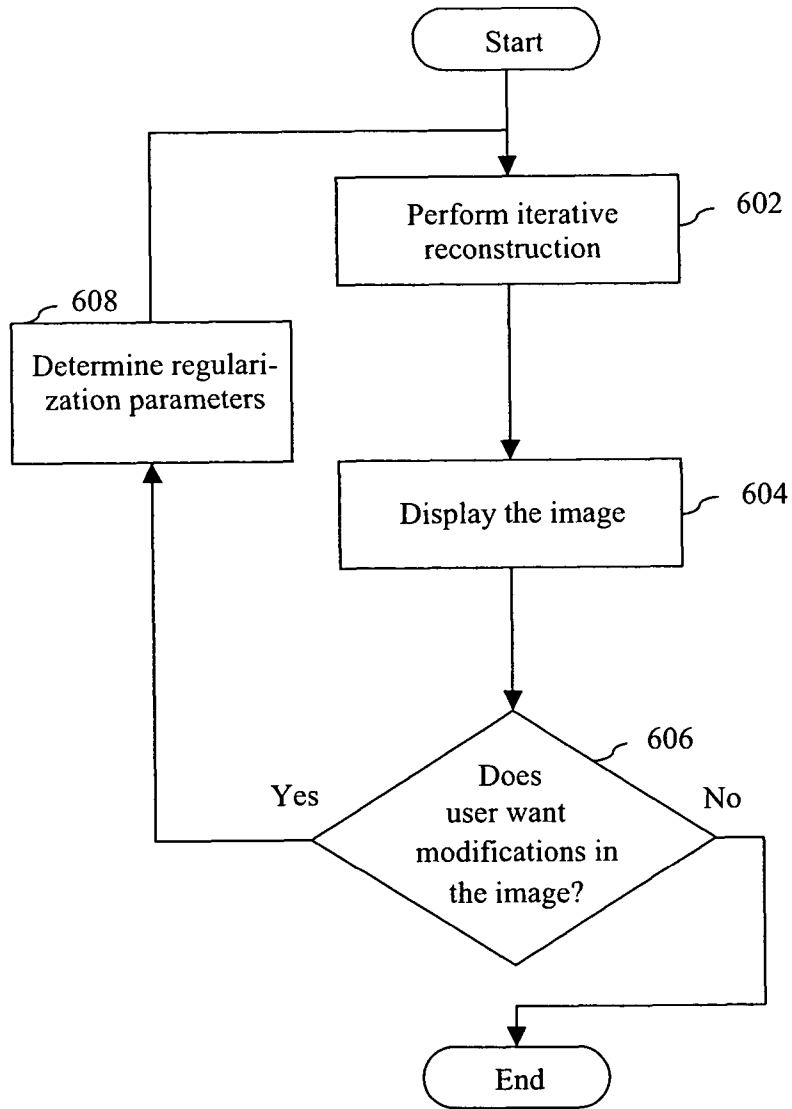 Start
Perform iterative
reconstruction
602
608
Determine regulari-
zation parameters
Display the image
604
606
Does
user want
modifications in
the image?
Yes
No
End